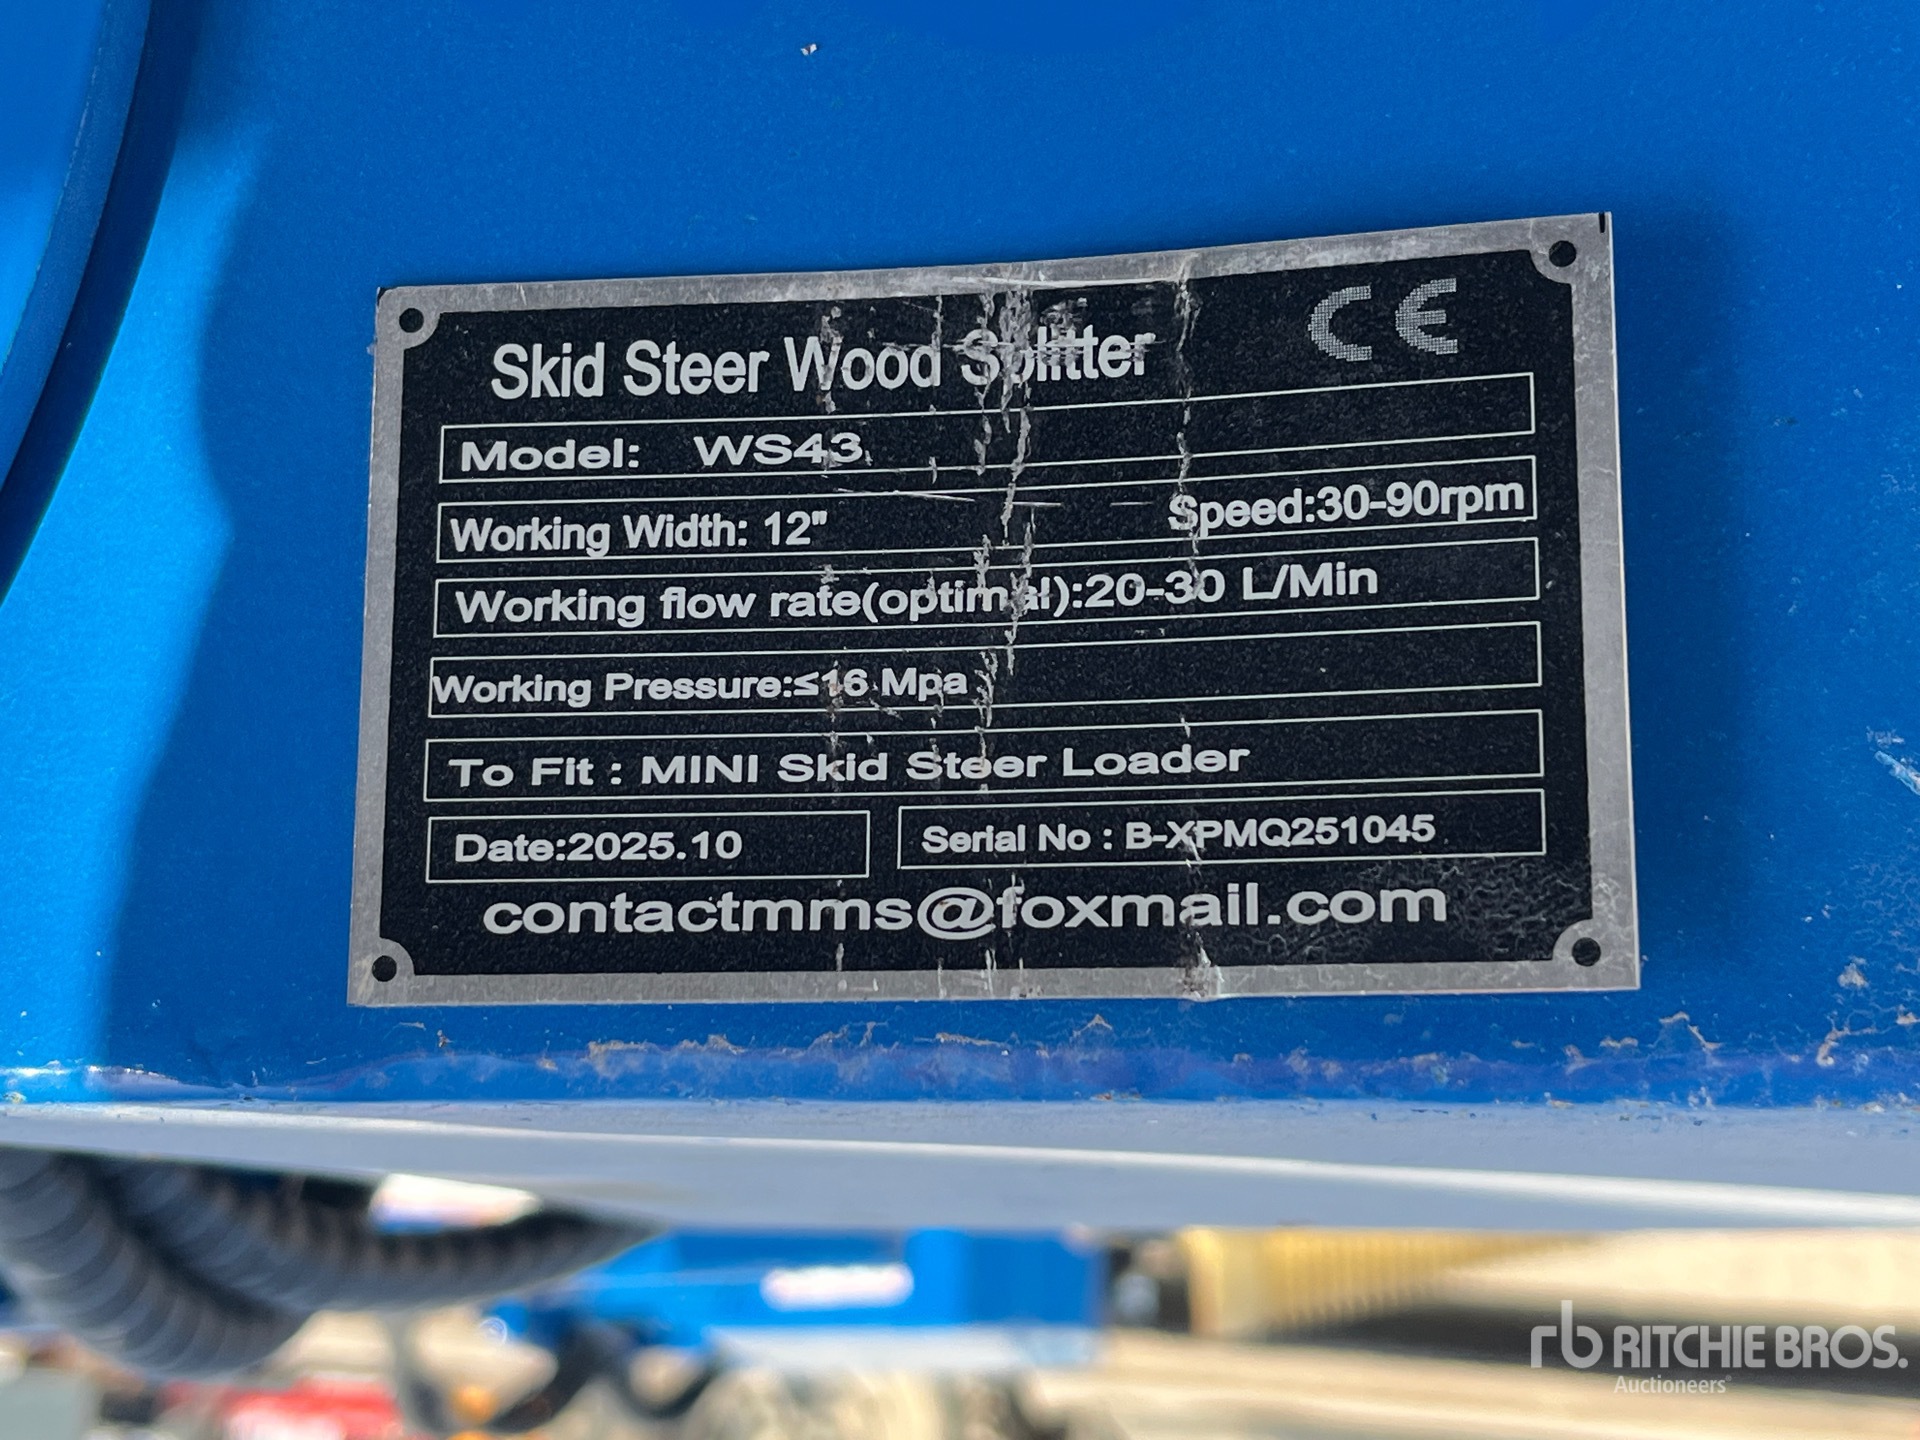 CE
Skid Steer Wood Splitter
Model: WS43
Working Width: 12" Speed:30-90rpm
Working flow rate(optimal):20-30 L/Min
Working Pressure:≤16 Mpa
To Fit : MINI Skid Steer Loader
Date:2025.10 Serial No : B-XPMQ251045
contactmms@foxmail.com
rb RITCHIE BROS.
Auctioneers